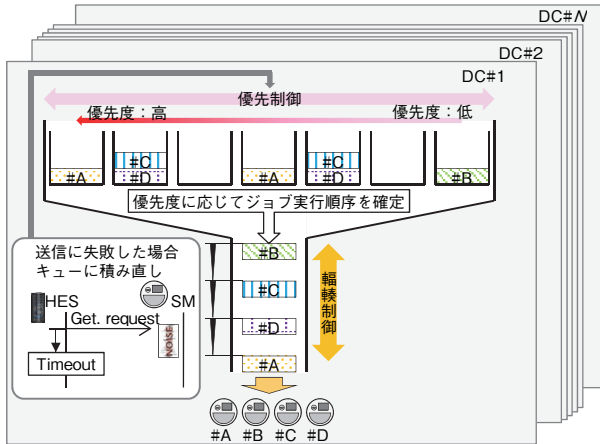 DC#N
DC#2
DC#1
優先制御
優先度：高
優先度：低
#C
#C
#A
#D
#A
#D
#B
優先度に応じてジョブ実行順序を確定
送信に失敗した場合
キューに積み直し
HES
SM
Get. request
NOISE
Timeout
#B
#C
#D
#A
輻輳制御
#A #B #C #D